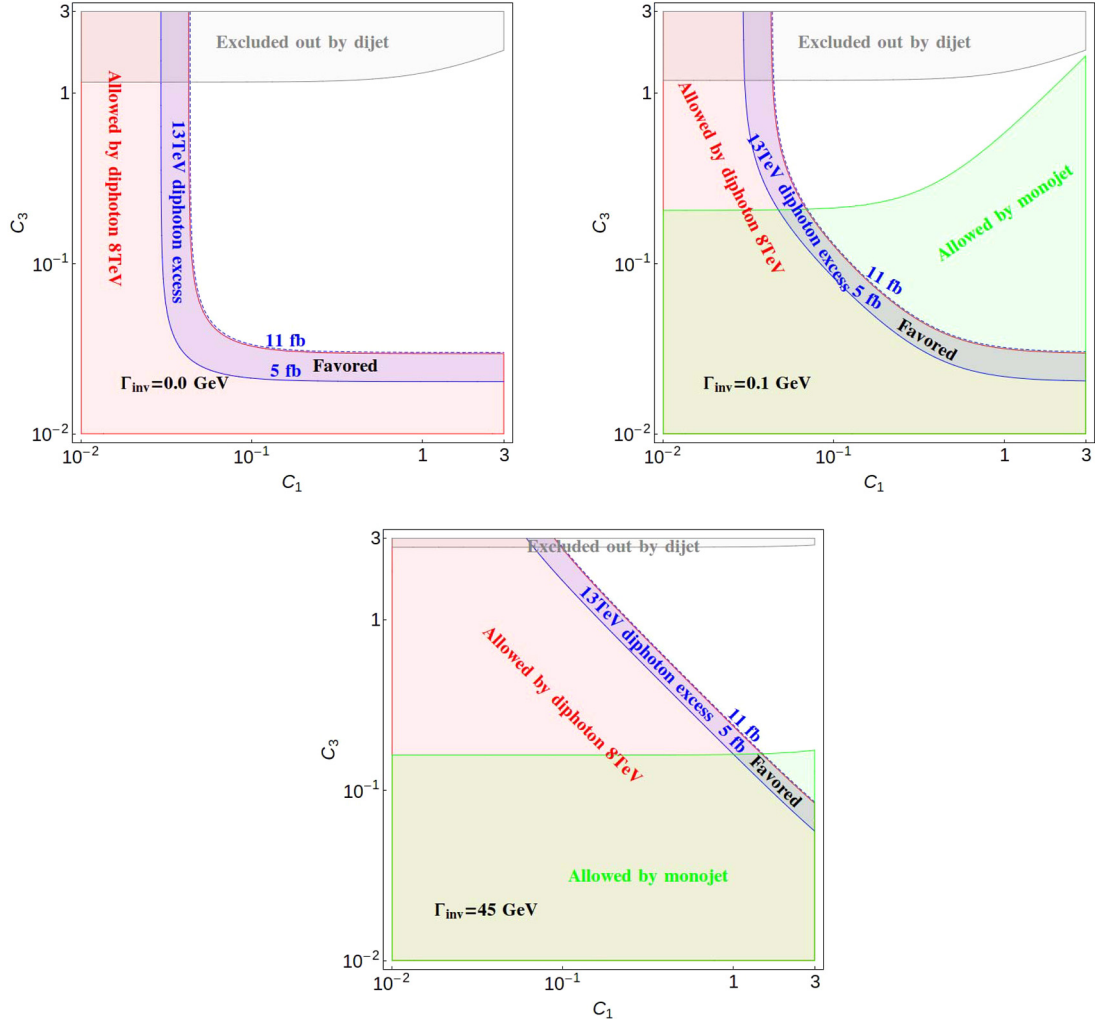 3
1
10⁻¹
10⁻²
C₃
Excluded out by dijet
Allowed by diphoton 8TeV
13TeV diphoton excess
11 fb
5 fb
Favored
Γinv=0.0 GeV
10⁻²
10⁻¹
1
3
C₁
3
1
10⁻¹
10⁻²
C₃
Excluded out by dijet
Allowed by diphoton 8TeV
13TeV diphoton excess
5 fb
11 fb
Favored
Allowed by monojet
Γinv=0.1 GeV
10⁻²
10⁻¹
1
3
C₁
3
1
10⁻¹
10⁻²
C₃
Excluded out by dijet
13TeV diphoton excess
5 fb
11 fb
Allowed by diphoton 8TeV
Favored
Allowed by monojet
Γinv=45 GeV
10⁻²
10⁻¹
1
3
C₁